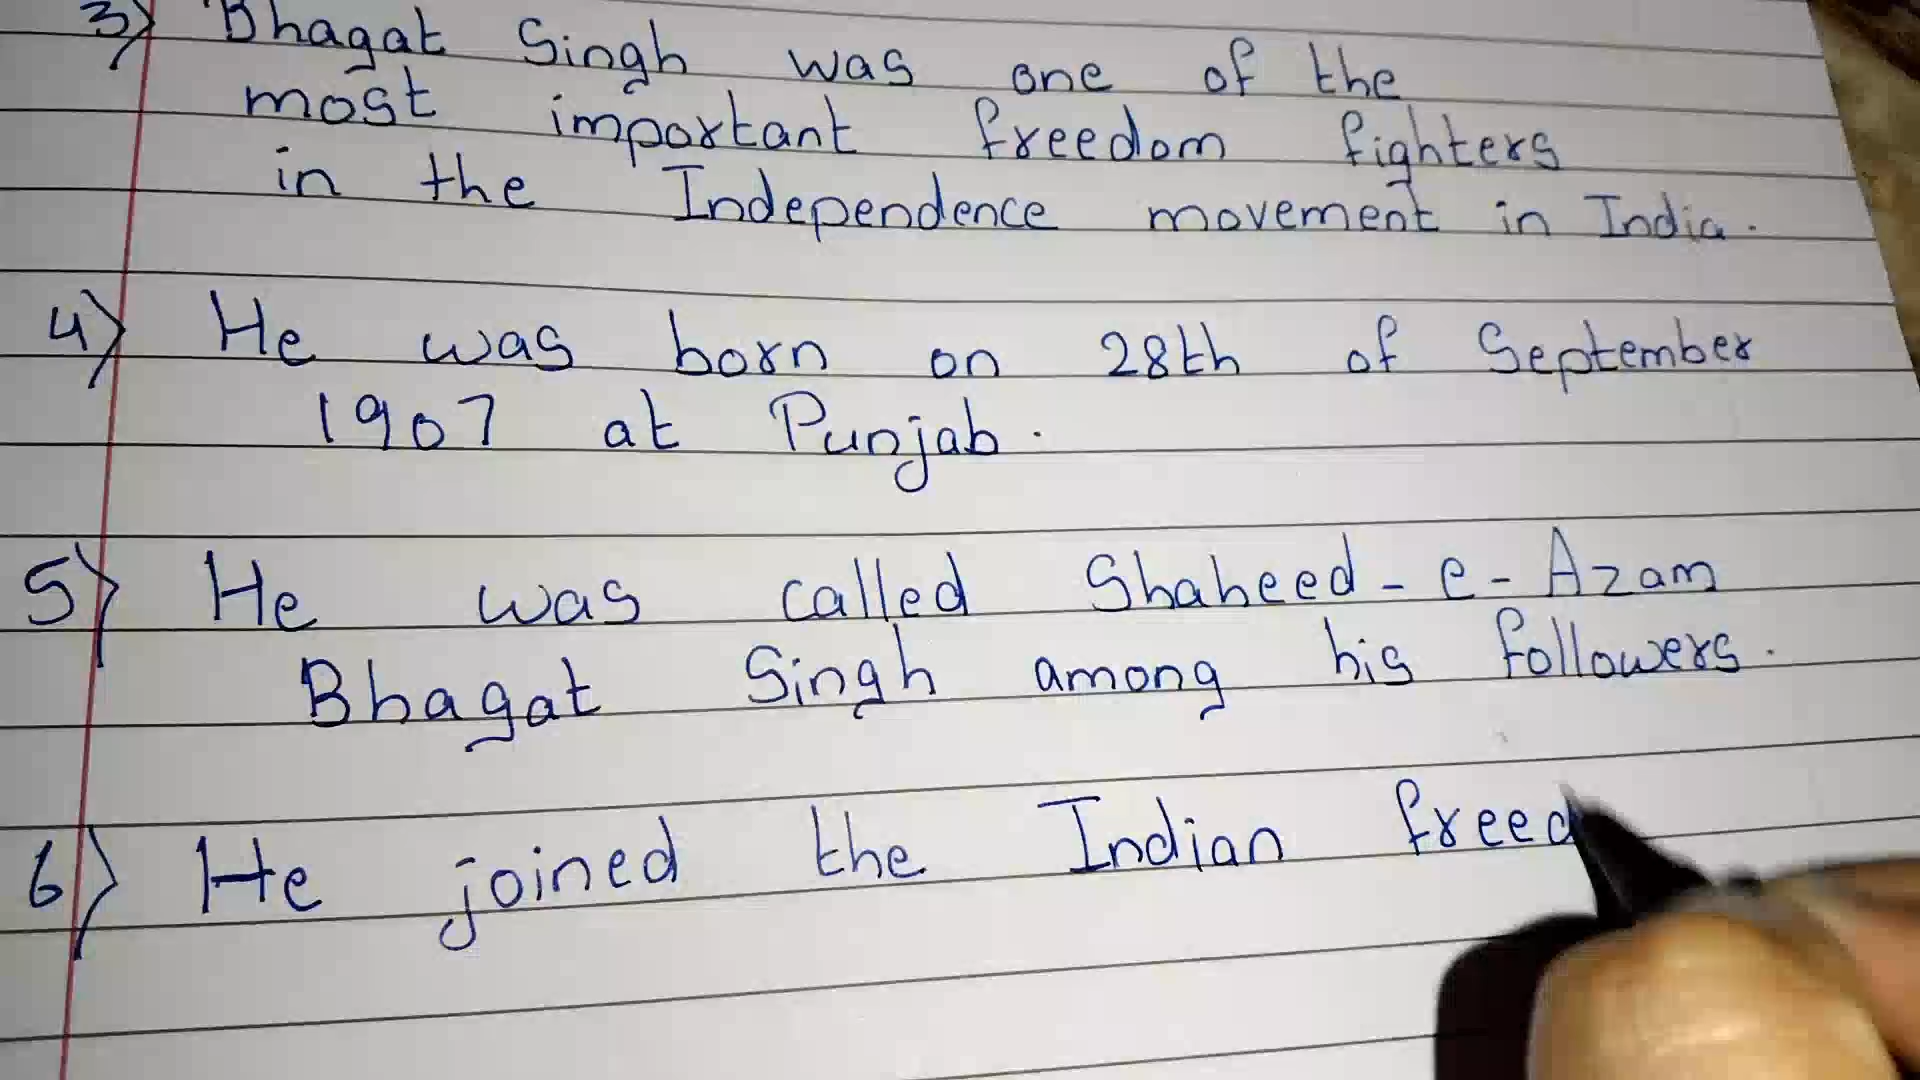 3) Bhagat Singh was one of the
most important freedom fighters
in the Independence movement in India.
4) He was born on 28th of September
1907 at Punjab.
5) He was called Shaheed-e-Azam
Bhagat Singh among his followers.
6) He joined the Indian freed